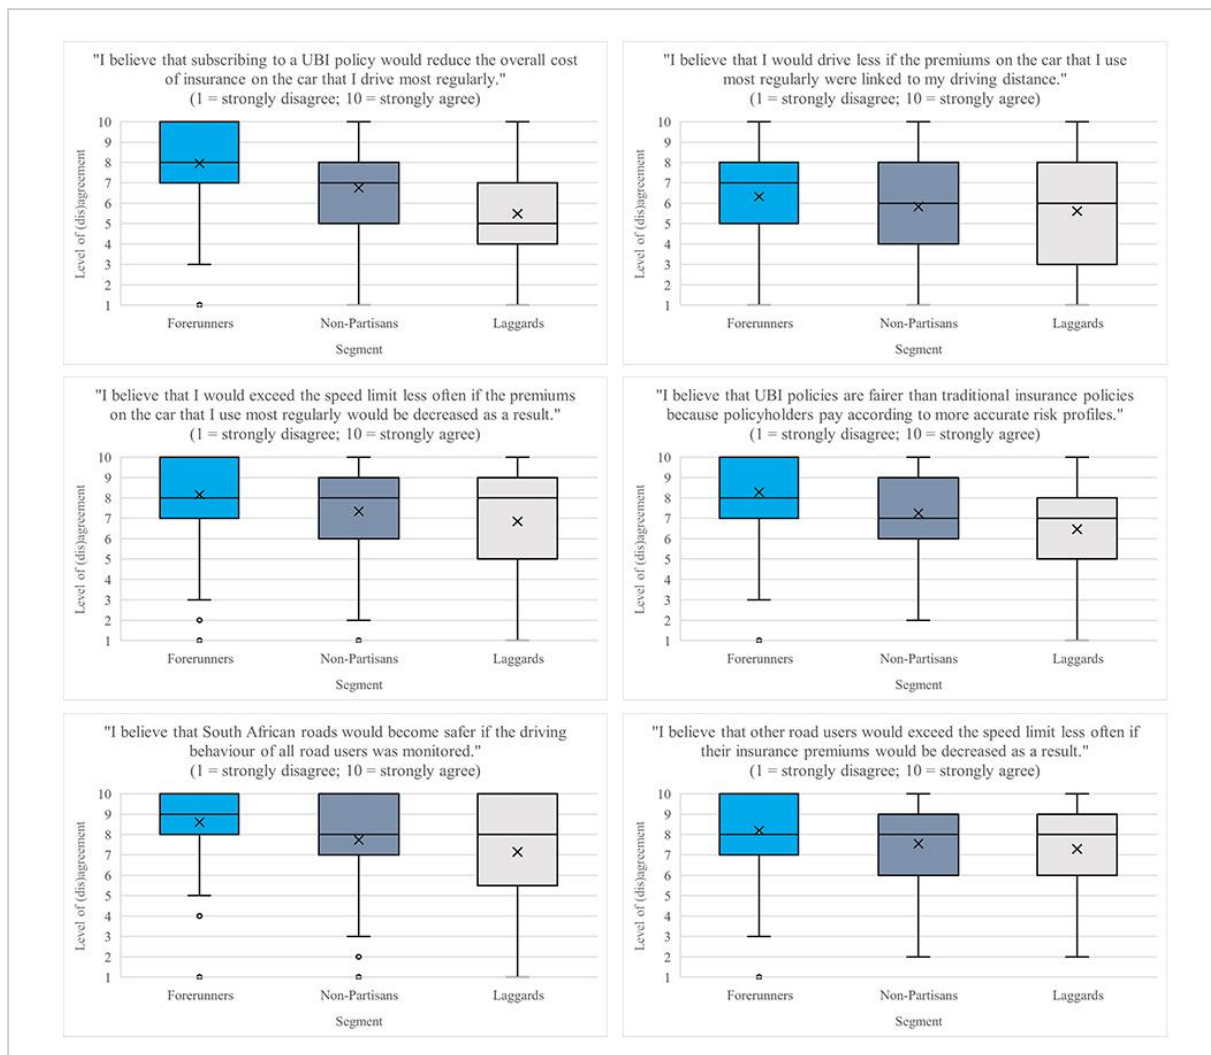 "I believe that subscribing to a UBI policy would reduce the overall cost
of insurance on the car that I drive most regularly."
(1 = strongly disagree; 10 = strongly agree)
Level of (dis)agreement
10
9
8
7
6
5
4
3
2
1
Forerunners Non-Partisans Laggards
Segment
"I believe that I would drive less if the premiums on the car that I use
most regularly were linked to my driving distance."
(1 = strongly disagree; 10 = strongly agree)
Level of (dis)agreement
10
9
8
7
6
5
4
3
2
1
Forerunners Non-Partisans Laggards
Segment
"I believe that I would exceed the speed limit less often if the premiums
on the car that I use most regularly would be decreased as a result."
(1 = strongly disagree; 10 = strongly agree)
Level of (dis)agreement
10
9
8
7
6
5
4
3
2
1
Forerunners Non-Partisans Laggards
Segment
"I believe that UBI policies are fairer than traditional insurance policies
because policyholders pay according to more accurate risk profiles."
(1 = strongly disagree; 10 = strongly agree)
Level of (dis)agreement
10
9
8
7
6
5
4
3
2
1
Forerunners Non-Partisans Laggards
Segment
"I believe that South African roads would become safer if the driving
behaviour of all road users was monitored."
(1 = strongly disagree; 10 = strongly agree)
Level of (dis)agreement
10
9
8
7
6
5
4
3
2
1
Forerunners Non-Partisans Laggards
Segment
"I believe that other road users would exceed the speed limit less often if
their insurance premiums would be decreased as a result."
(1 = strongly disagree; 10 = strongly agree)
Level of (dis)agreement
10
9
8
7
6
5
4
3
2
1
Forerunners Non-Partisans Laggards
Segment